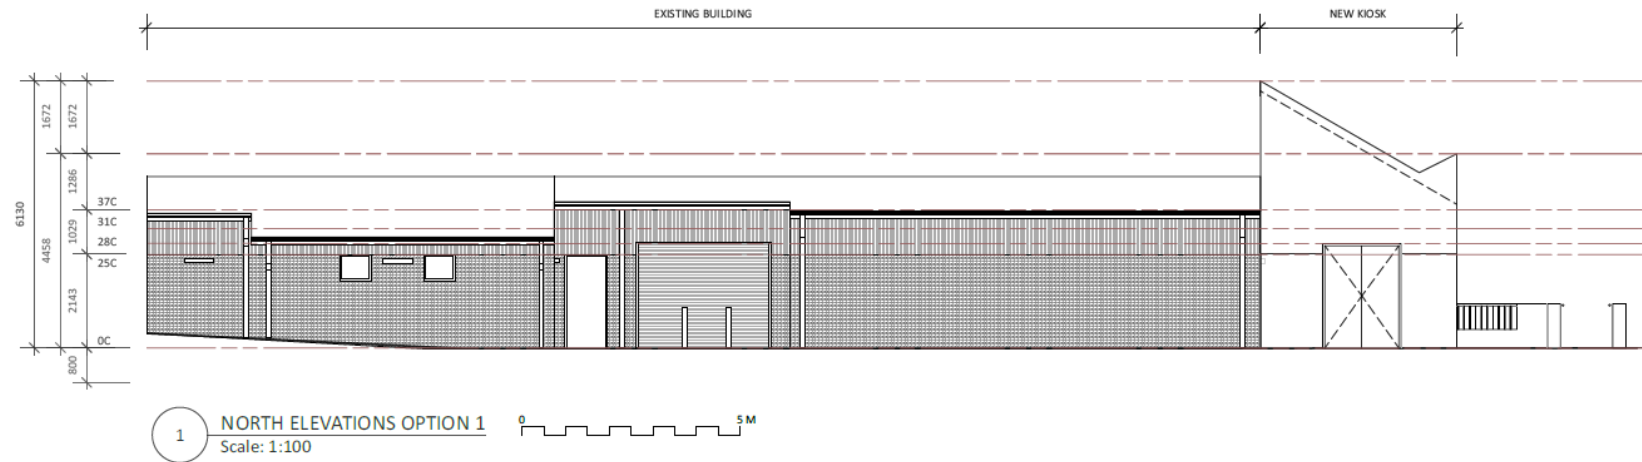 EXISTING BUILDING
NEW KIOSK
1672
1672
1286
37C
6130
31C
1029
28C
4458
25C
2143
0C
800
1
NORTH ELEVATIONS OPTION 1
Scale: 1:100
0
5 M